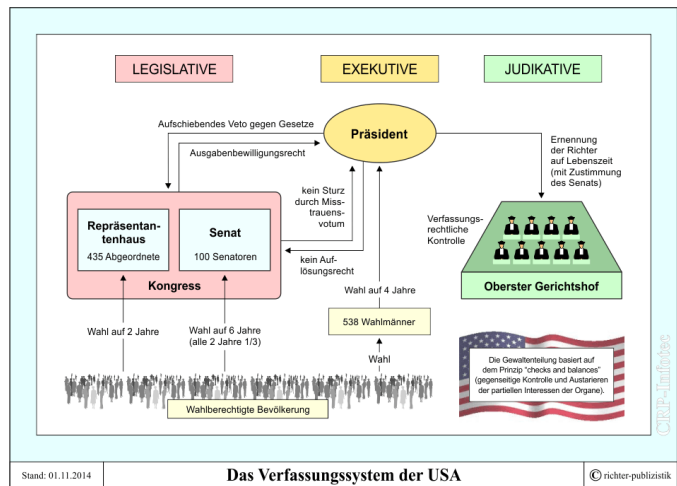 LEGISLATIVE
EXEKUTIVE
JUDIKATIVE
Aufschiebendes Veto gegen Gesetze
Präsident
Ausgabenbewilligungsrecht
Ernennung
der Richter
auf Lebenszeit
(mit Zustimmung
des Senats)
kein Sturz
durch Miss-
trauens-
votum
Repräsentan-
tenhaus
435 Abgeordnete
Senat
100 Senatoren
Kongress
kein Auf-
lösungsrecht
Verfassungs-
rechtliche
Kontrolle
Oberster Gerichtshof
Wahl auf 2 Jahre
Wahl auf 6 Jahre
(alle 2 Jahre 1/3)
Wahl auf 4 Jahre
538 Wahlmänner
Wahl
Wahlberechtigte Bevölkerung
Die Gewaltenteilung basiert auf
dem Prinzip "checks and balances"
(gegenseitige Kontrolle und Austarieren
der partiellen Interessen der Organe).
CRP-Infotec
Stand: 01.11.2014
Das Verfassungssystem der USA
© richter-publizistik